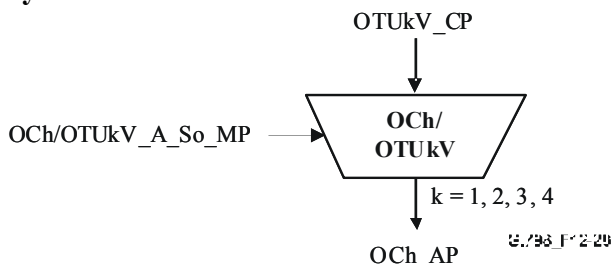 OTUkV_CP
OCh/OTUkV_A_So_MP
OCh/
OTUkV
k = 1, 2, 3, 4
OCh_AP